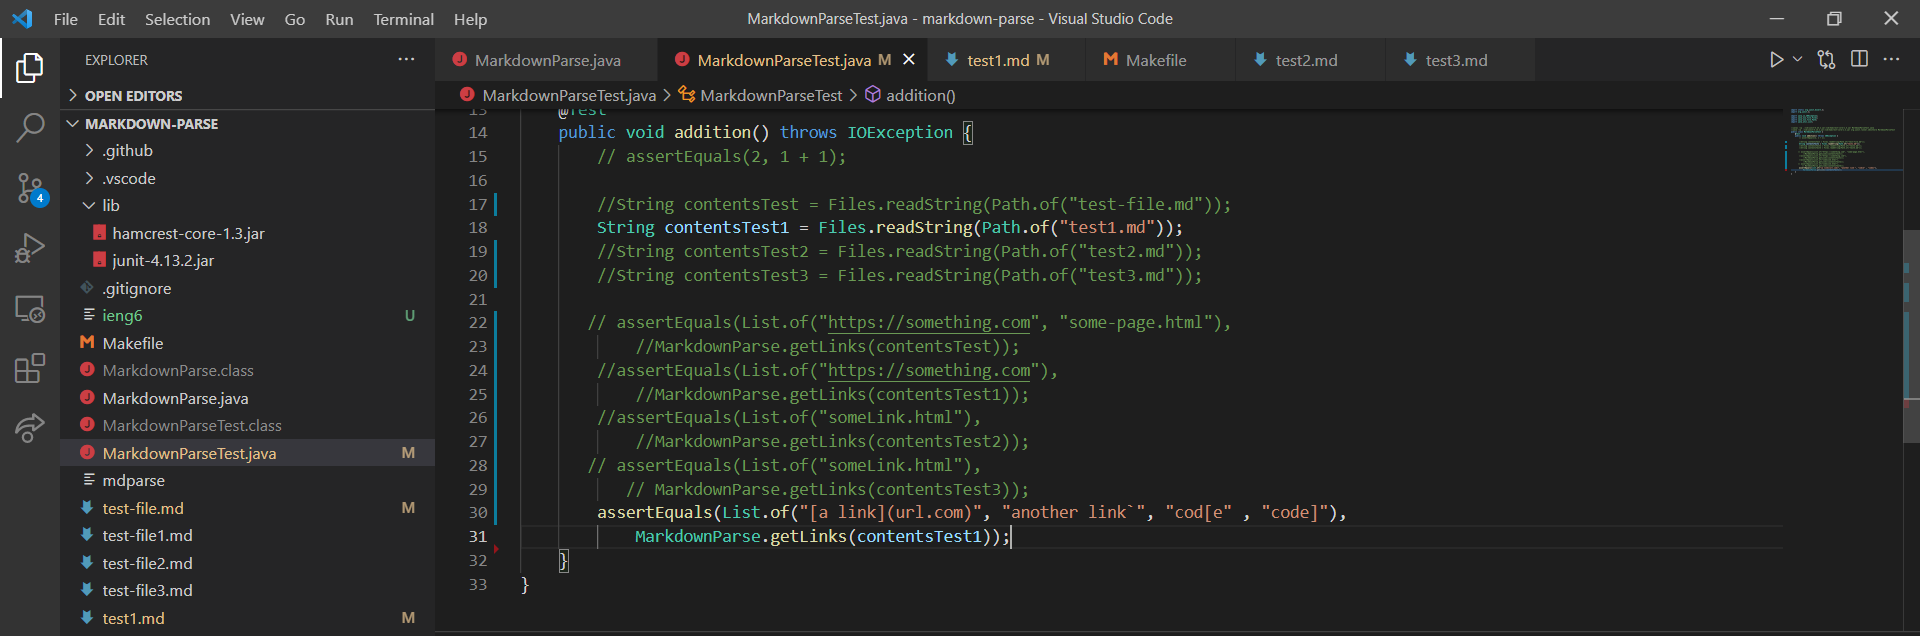 File Edit Selection View Go Run Terminal Help
MarkdownParseTest.java - markdown-parse - Visual Studio Code
EXPLORER
OPEN EDITORS
MARKDOWN-PARSE
.github
.vscode
lib
hamcrest-core-1.3.jar
junit-4.13.2.jar
.gitignore
ieng6 U
Makefile
MarkdownParse.class
MarkdownParse.java
MarkdownParseTest.class
MarkdownParseTest.java M
mdparse
test-file.md M
test-file1.md
test-file2.md
test-file3.md
test1.md M
4
MarkdownParse.java MarkdownParseTest.java M test1.md M Makefile test2.md test3.md
MarkdownParseTest.java > MarkdownParseTest > addition()
13 @Test
14 public void addition() throws IOException {
15 // assertEquals(2, 1 + 1);
16
17 //String contentsTest = Files.readString(Path.of("test-file.md"));
18 String contentsTest1 = Files.readString(Path.of("test1.md"));
19 //String contentsTest2 = Files.readString(Path.of("test2.md"));
20 //String contentsTest3 = Files.readString(Path.of("test3.md"));
21
22 // assertEquals(List.of("https://something.com", "some-page.html"),
23 //MarkdownParse.getLinks(contentsTest));
24 //assertEquals(List.of("https://something.com"),
25 //MarkdownParse.getLinks(contentsTest1));
26 //assertEquals(List.of("someLink.html"),
27 //MarkdownParse.getLinks(contentsTest2));
28 // assertEquals(List.of("someLink.html"),
29 // MarkdownParse.getLinks(contentsTest3));
30 assertEquals(List.of("[a link](url.com)", "another link`", "cod[e" , "code]"),
31 MarkdownParse.getLinks(contentsTest1));
32 }
33 }